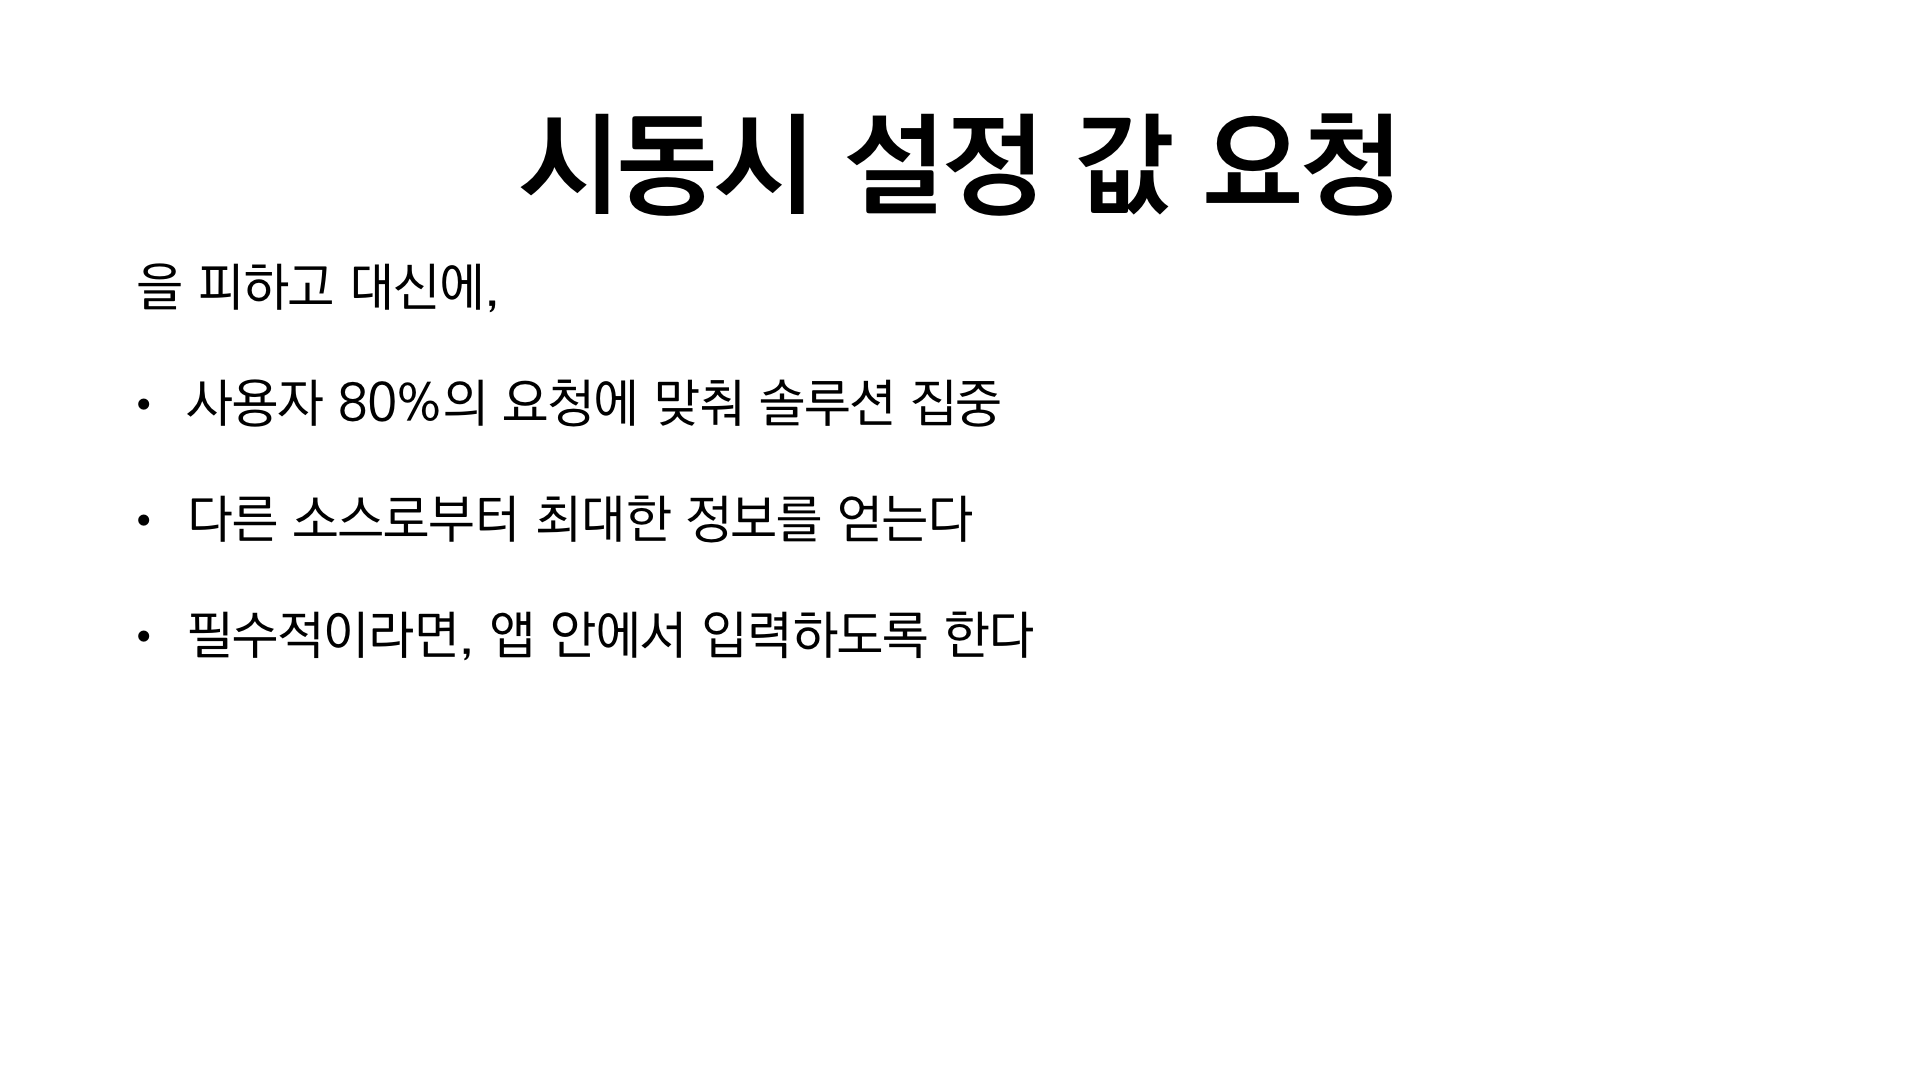 시동시 설정 값 요청
을 피하고 대신에,
• 사용자 80%의 요청에 맞춰 솔루션 집중
• 다른 소스로부터 최대한 정보를 얻는다
• 필수적이라면, 앱 안에서 입력하도록 한다